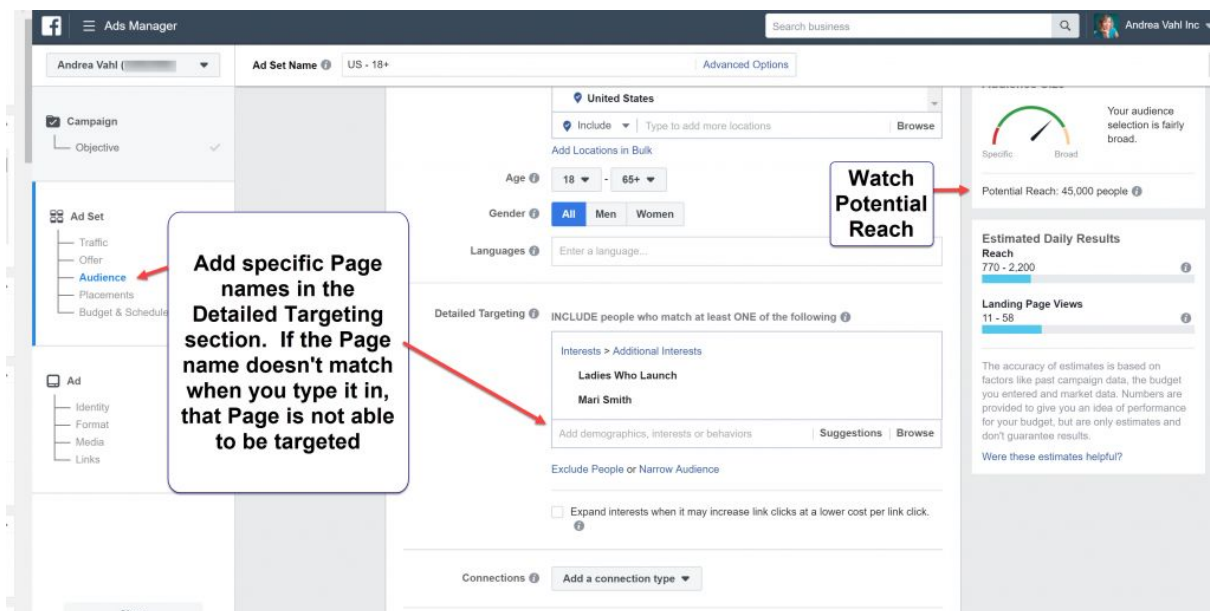 Ads Manager
Search business
Andrea Vahl Inc
Andrea Vahl (
Ad Set Name
US - 18+
Advanced Options
Campaign
Objective
Ad Set
Traffic
Offer
Audience
Placements
Budget & Schedule
Ad
Identity
Format
Media
Links
Add specific Page
names in the
Detailed Targeting
section. If the Page
name doesn't match
when you type it in,
that Page is not able
to be targeted
United States
Include
Type to add more locations
Browse
Add Locations in Bulk
Age
18 - 65+
Gender
All Men Women
Languages
Enter a language...
Detailed Targeting
INCLUDE people who match at least ONE of the following
Interests > Additional Interests
Ladies Who Launch
Mari Smith
Add demographics, interests or behaviors
Suggestions
Browse
Exclude People or Narrow Audience
Expand interests when it may increase link clicks at a lower cost per link click.
Connections
Add a connection type
Watch
Potential
Reach
Your audience
selection is fairly
broad.
Specific
Broad
Potential Reach: 45,000 people
Estimated Daily Results
Reach
770 - 2,200
Landing Page Views
11 - 58
The accuracy of estimates is based on
factors like past campaign data, the budget
you entered and market data. Numbers are
provided to give you an idea of performance
for your budget, but are only estimates and
don't guarantee results.
Were these estimates helpful?